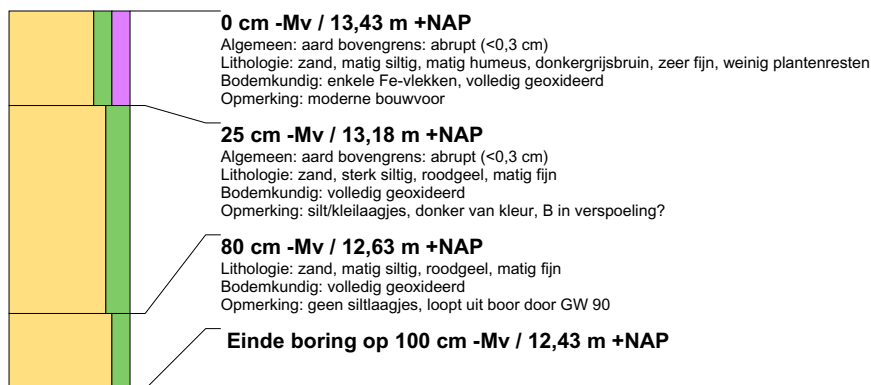 0 cm -Mv / 13,43 m +NAP
Algemeen: aard bovengrens: abrupt (<0,3 cm)
Lithologie: zand, matig siltig, matig humeus, donkergrijsbruin, zeer fijn, weinig plantenresten
Bodemkundig: enkele Fe-vlekken, volledig geoxideerd
Opmerking: moderne bouwvoor
25 cm -Mv / 13,18 m +NAP
Algemeen: aard bovengrens: abrupt (<0,3 cm)
Lithologie: zand, sterk siltig, roodgeel, matig fijn
Bodemkundig: volledig geoxideerd
Opmerking: silt/kleilaagjes, donker van kleur, B in verspoeling?
80 cm -Mv / 12,63 m +NAP
Lithologie: zand, matig siltig, roodgeel, matig fijn
Bodemkundig: volledig geoxideerd
Opmerking: geen siltlaagjes, loopt uit boor door GW 90
Einde boring op 100 cm -Mv / 12,43 m +NAP